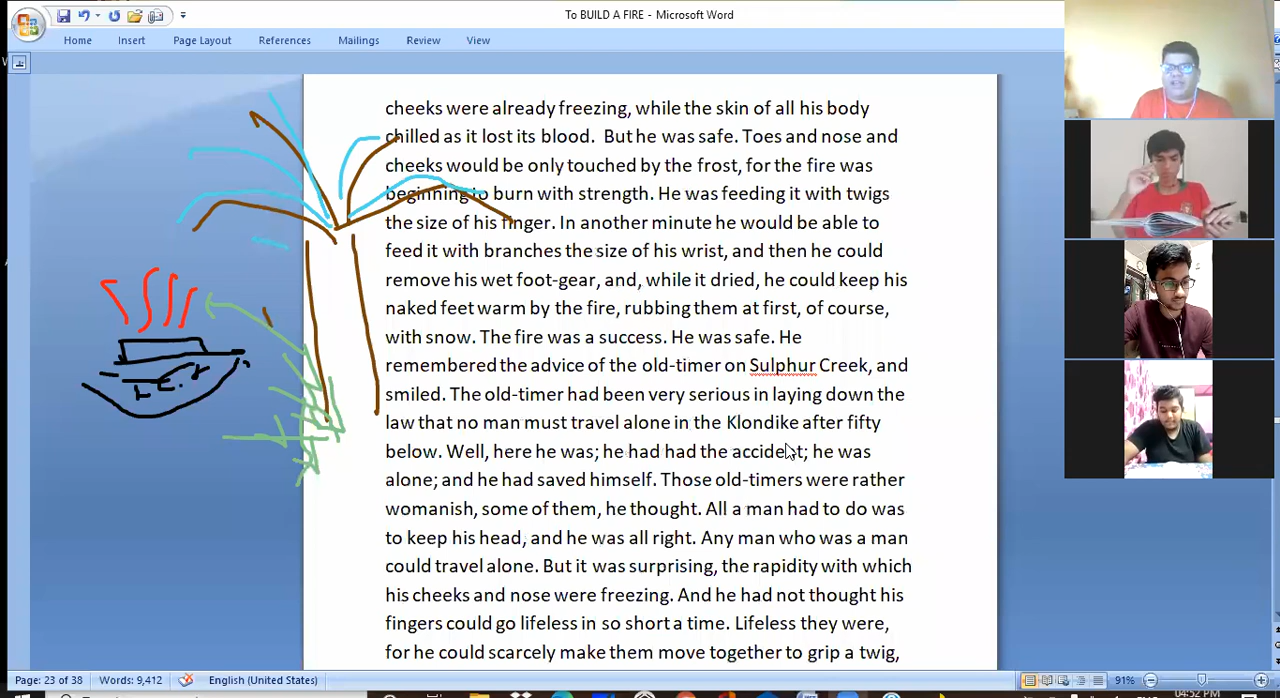 To BUILD A FIRE - Microsoft Word
Home Insert Page Layout References Mailings Review View
cheeks were already freezing, while the skin of all his body
chilled as it lost its blood. But he was safe. Toes and nose and
cheeks would be only touched by the frost, for the fire was
beginning to burn with strength. He was feeding it with twigs
the size of his finger. In another minute he would be able to
feed it with branches the size of his wrist, and then he could
remove his wet foot-gear, and, while it dried, he could keep his
naked feet warm by the fire, rubbing them at first, of course,
with snow. The fire was a success. He was safe. He
remembered the advice of the old-timer on Sulphur Creek, and
smiled. The old-timer had been very serious in laying down the
law that no man must travel alone in the Klondike after fifty
below. Well, here he was; he had had the accident; he was
alone; and he had saved himself. Those old-timers were rather
womanish, some of them, he thought. All a man had to do was
to keep his head, and he was all right. Any man who was a man
could travel alone. But it was surprising, the rapidity with which
his cheeks and nose were freezing. And he had not thought his
fingers could go lifeless in so short a time. Lifeless they were,
for he could scarcely make them move together to grip a twig,
Page: 23 of 38 Words: 9,412 English (United States) 91%
04:52 PM